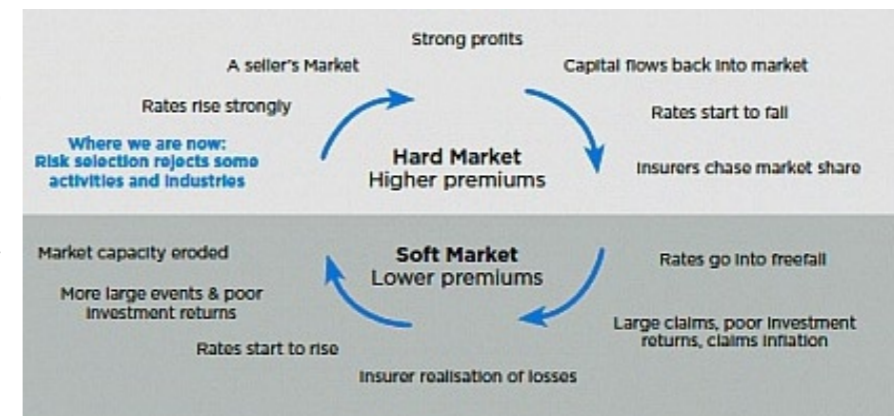 Strong profits
A seller's Market
Capital flows back into market
Rates rise strongly
Rates start to fall
Where we are now:
Risk selection rejects some
activities and industries
Hard Market
Higher premiums
Insurers chase market share
Market capacity eroded
Soft Market
Lower premiums
Rates go into freefall
More large events & poor
investment returns
Large claims, poor investment
returns, claims inflation
Rates start to rise
Insurer realisation of losses